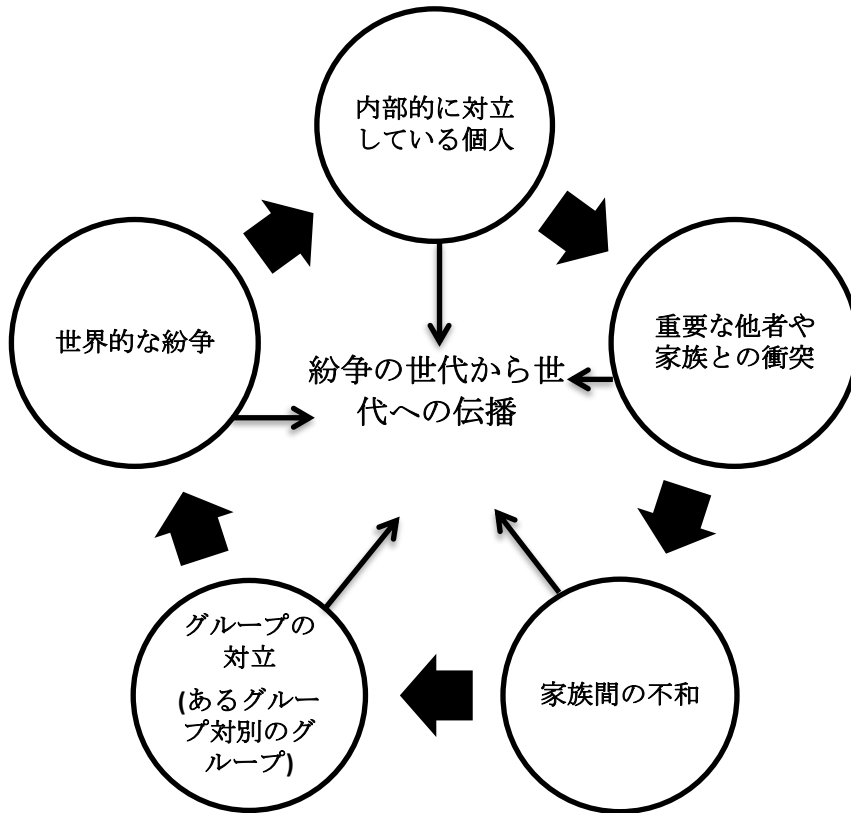 内部的に対立
している個人
世界的な紛争
重要な他者や
家族との衝突
紛争の世代から世
代への伝播
グループの
対立
(あるグルー
プ対別のグ
ループ)
家族間の不和